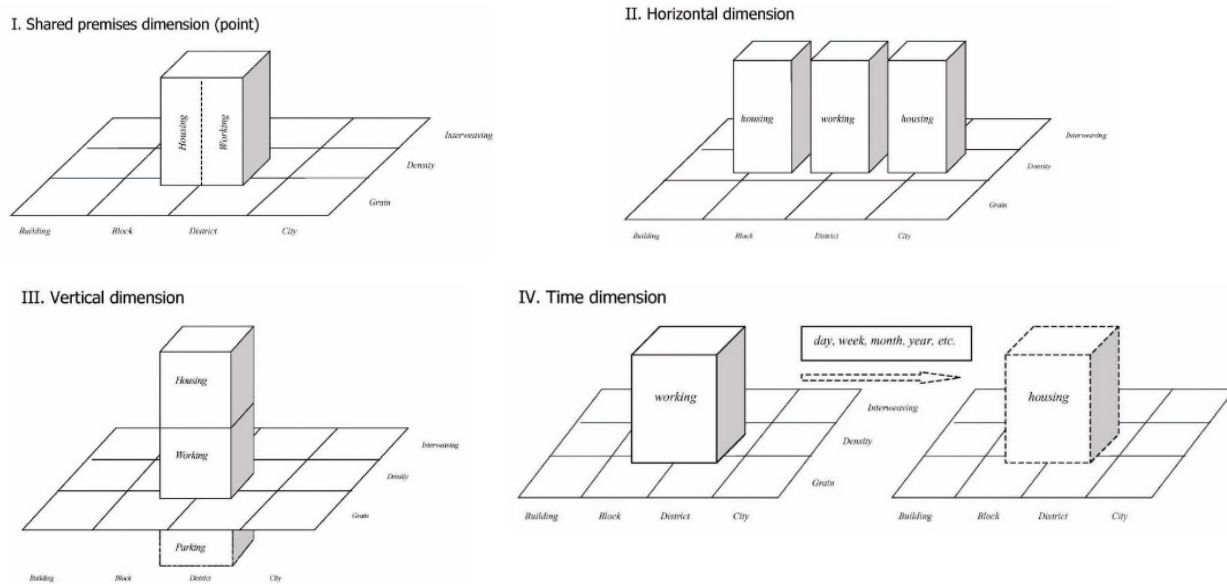 I. Shared premises dimension (point)
Housing
Working
Interweaving
Density
Grain
Building Block District City
II. Horizontal dimension
housing working housing
Interweaving
Density
Grain
Building Block District City
III. Vertical dimension
Housing
Working
Interweaving
Density
Grain
Parking
Building Block District City
IV. Time dimension
day, week, month, year, etc.
working
housing
Interweaving
Density
Grain
Building Block District City
Building Block District City